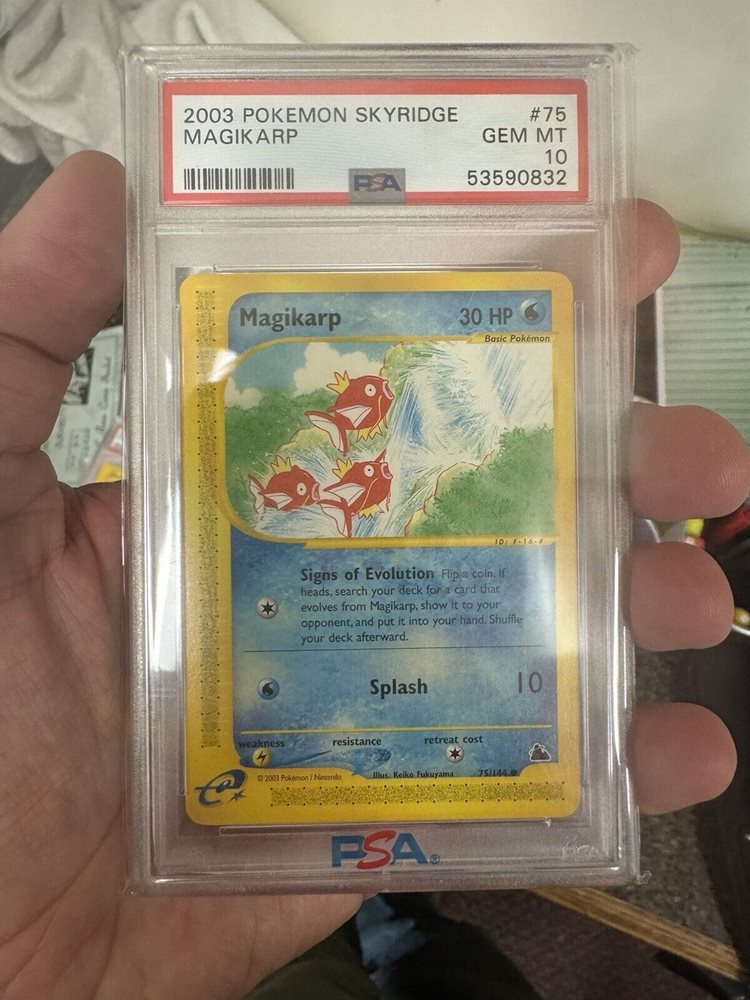 2003 POKEMON SKYRIDGE #75
MAGIKARP GEM MT
10
PSA 53590832
Magikarp 30 HP
Basic Pokémon
ID: F-16-#
Signs of Evolution Flip a coin. If
heads, search your deck for a card that
evolves from Magikarp, show it to your
opponent, and put it into your hand. Shuffle
your deck afterward.
Splash 10
weakness resistance retreat cost
© 2003 Pokémon / Nintendo Illus. Keiko Fukuyama 75/144 ●
e
PSA®